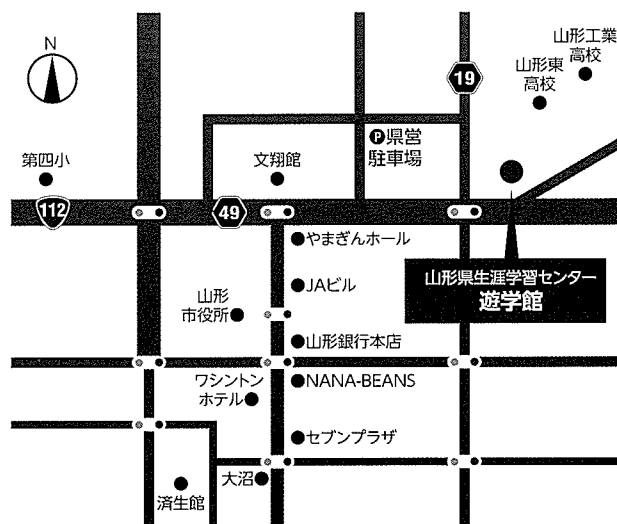 N
山形工業
高校
山形東
高校
19
P県営
駐車場
第四小
文翔館
112
49
やまぎんホール
山形県生涯学習センター
遊学館
JAビル
山形
市役所
山形銀行本店
ワシントン
ホテル
NANA-BEANS
セブンプラザ
大沼
済生館